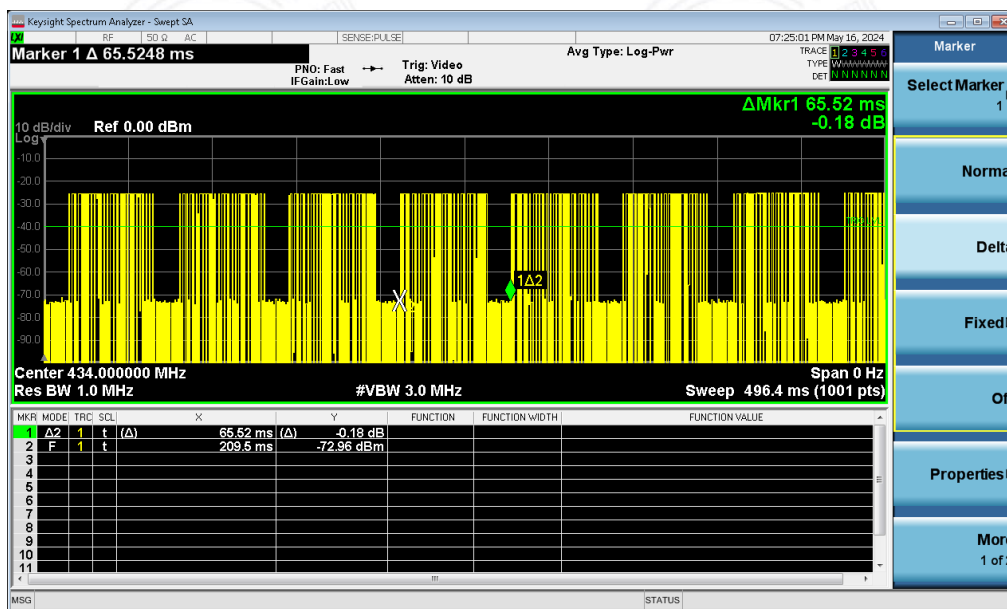 Keysight Spectrum Analyzer - Swept SA
LXI RF 50 Ω AC SENSE:PULSE 07:25:01 PM May 16, 2024
Marker 1 Δ 65.5248 ms
PNO: Fast
IFGain:Low
Trig: Video
Atten: 10 dB
Avg Type: Log-Pwr
TRACE 1 2 3 4 5 6
TYPE W
DET N N N N N N
ΔMkr1 65.52 ms
-0.18 dB
10 dB/div Ref 0.00 dBm
Log
-10.0
-20.0
-30.0
-40.0
-50.0
-60.0
-70.0
-80.0
-90.0
1Δ2
Center 434.000000 MHz Span 0 Hz
Res BW 1.0 MHz #VBW 3.0 MHz Sweep 496.4 ms (1001 pts)
MKR MODE TRC SCL X Y FUNCTION FUNCTION WIDTH FUNCTION VALUE
1 Δ2 1 t (Δ) 65.52 ms (Δ) -0.18 dB
2 F 1 t 209.5 ms -72.96 dBm
3
4
5
6
7
8
9
10
11
MSG STATUS
Marker
Select Marker
1
Norma
Delta
Fixed
Of
Properties
More
1 of 2